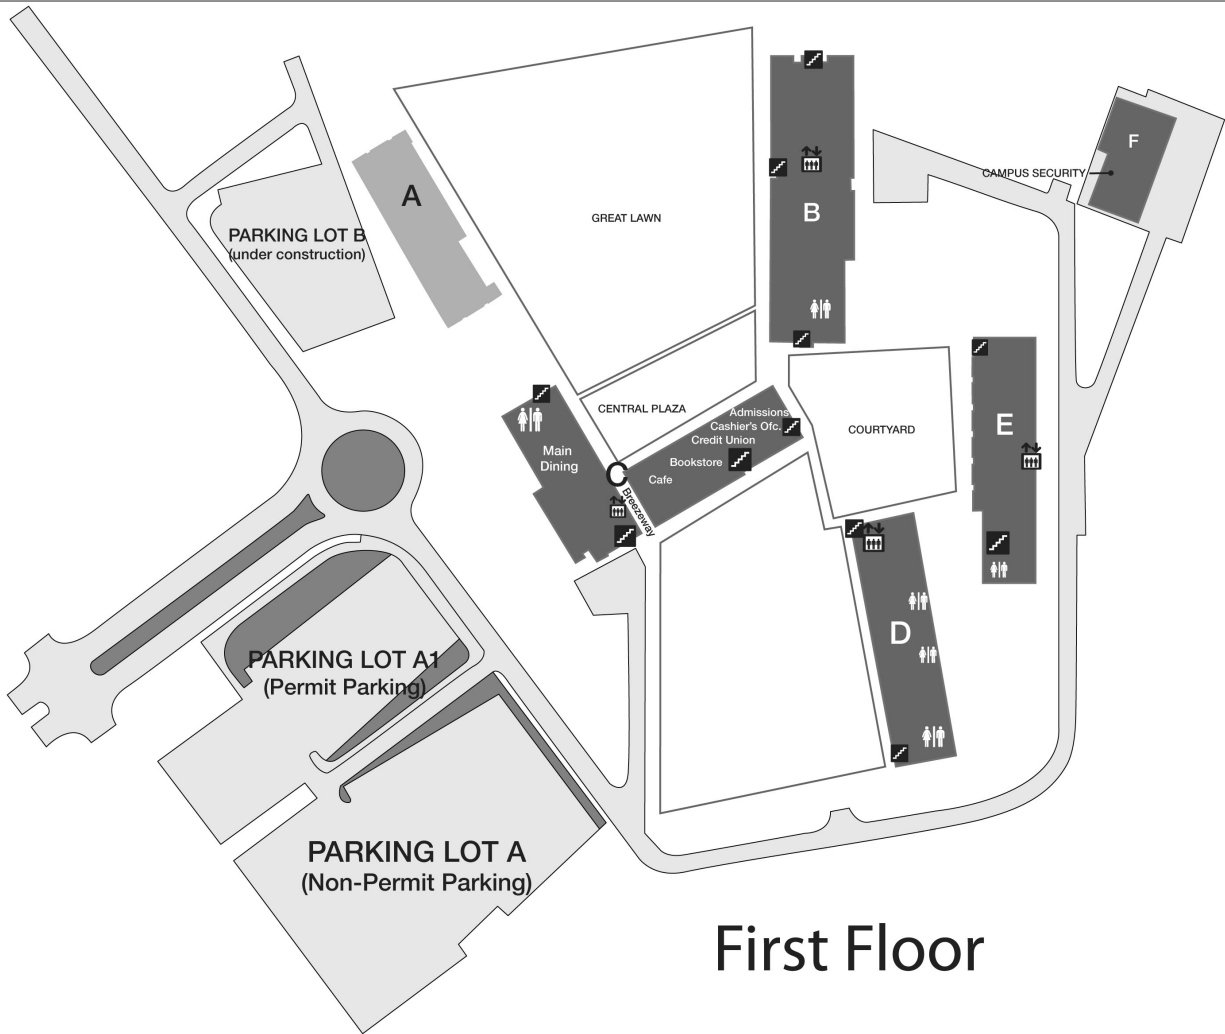 F
CAMPUS SECURITY
A
B
GREAT LAWN
PARKING LOT B
(under construction)
CENTRAL PLAZA
Admissions
Cashier's Ofc.
Credit Union
Bookstore
Cafe
COURTYARD
E
Main
Dining
C
Breezeway
D
PARKING LOT A1
(Permit Parking)
PARKING LOT A
(Non-Permit Parking)
First Floor